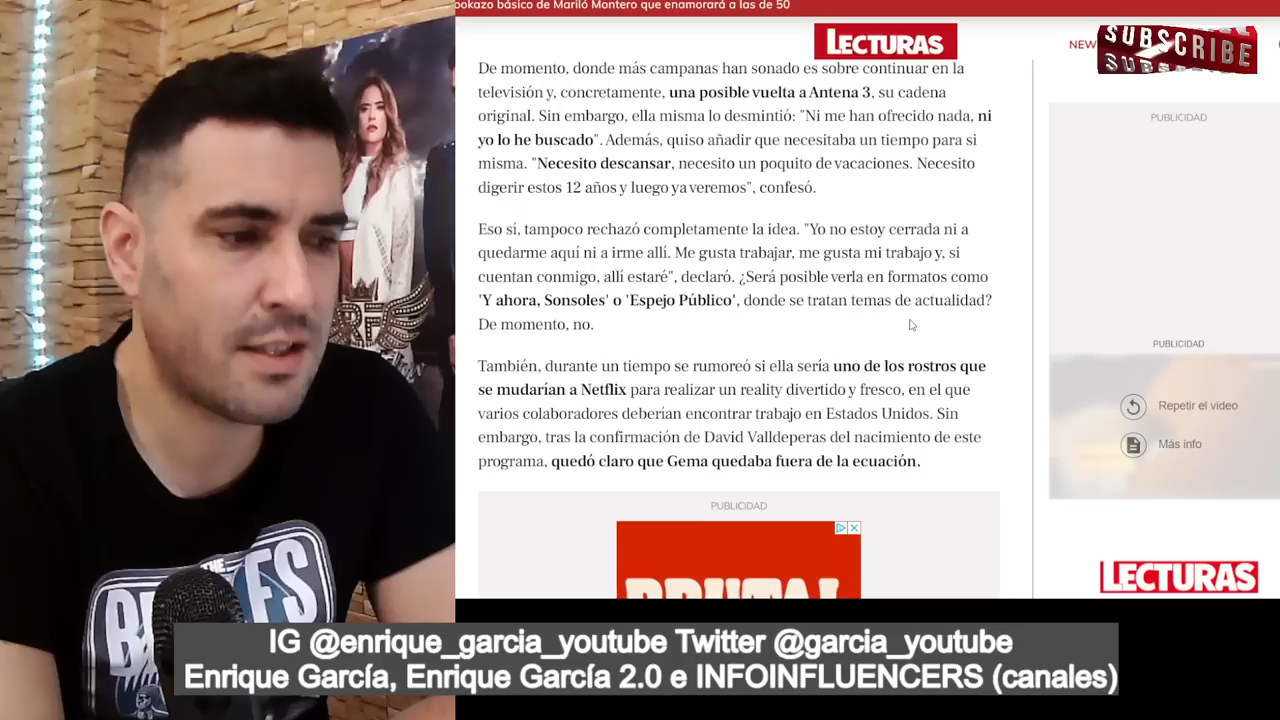 ookazo básico de Mariló Montero que enamorará a las de 50
LECTURAS
NEW
SUBSCRIBE
De momento, donde más campanas han sonado es sobre continuar en la
televisión y, concretamente, una posible vuelta a Antena 3, su cadena
original. Sin embargo, ella misma lo desmintió: "Ni me han ofrecido nada, ni
yo lo he buscado". Además, quiso añadir que necesitaba un tiempo para si
misma. "Necesito descansar, necesito un poquito de vacaciones. Necesito
digerir estos 12 años y luego ya veremos", confesó.
Eso sí, tampoco rechazó completamente la idea. "Yo no estoy cerrada ni a
quedarme aquí ni a irme allí. Me gusta trabajar, me gusta mi trabajo y, si
cuentan conmigo, allí estaré", declaró. ¿Será posible verla en formatos como
'Y ahora, Sonsoles' o 'Espejo Público', donde se tratan temas de actualidad?
De momento, no.
También, durante un tiempo se rumoreó si ella sería uno de los rostros que
se mudarían a Netflix para realizar un reality divertido y fresco, en el que
varios colaboradores deberían encontrar trabajo en Estados Unidos. Sin
embargo, tras la confirmación de David Valldeperas del nacimiento de este
programa, quedó claro que Gema quedaba fuera de la ecuación.
PUBLICIDAD
BRUTAL
PUBLICIDAD
PUBLICIDAD
Repetir el video
Más info
LECTURAS
RF
THE
IG @enrique_garcia_youtube Twitter @garcia_youtube
Enrique García, Enrique García 2.0 e INFOINFLUENCERS (canales)